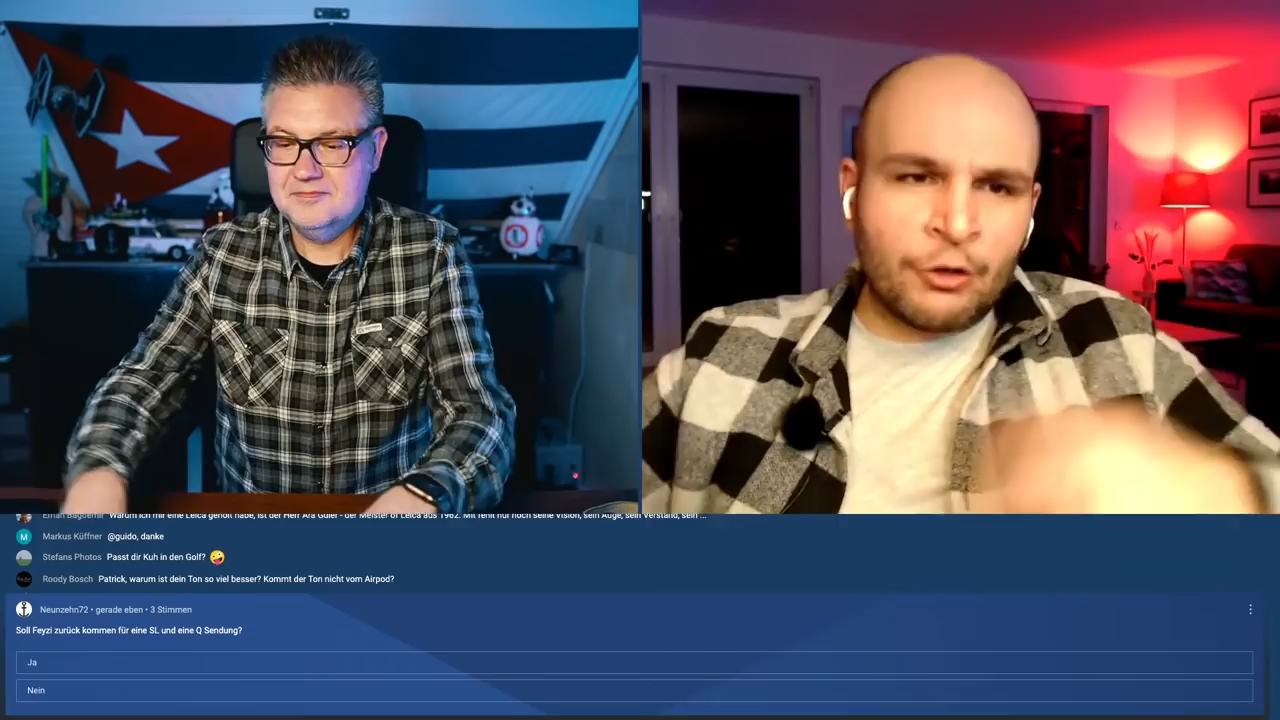 Warum ich mir eine Leica geholt habe, ist der Herr Ara Güler - der Meister of Leica aus 1962. Mir fehlt nur noch seine Vision, sein Auge, sein Verstand, sein ...
M Markus Küffner @guido, danke
Stefans Photos Passt dir Kuh in den Golf? 🤪
Roody Bosch Patrick, warum ist dein Ton so viel besser? Kommt der Ton nicht vom Airpod?
Neunzehn72 • gerade eben • 3 Stimmen
Soll Feyzi zurück kommen für eine SL und eine Q Sendung?
Ja
Nein